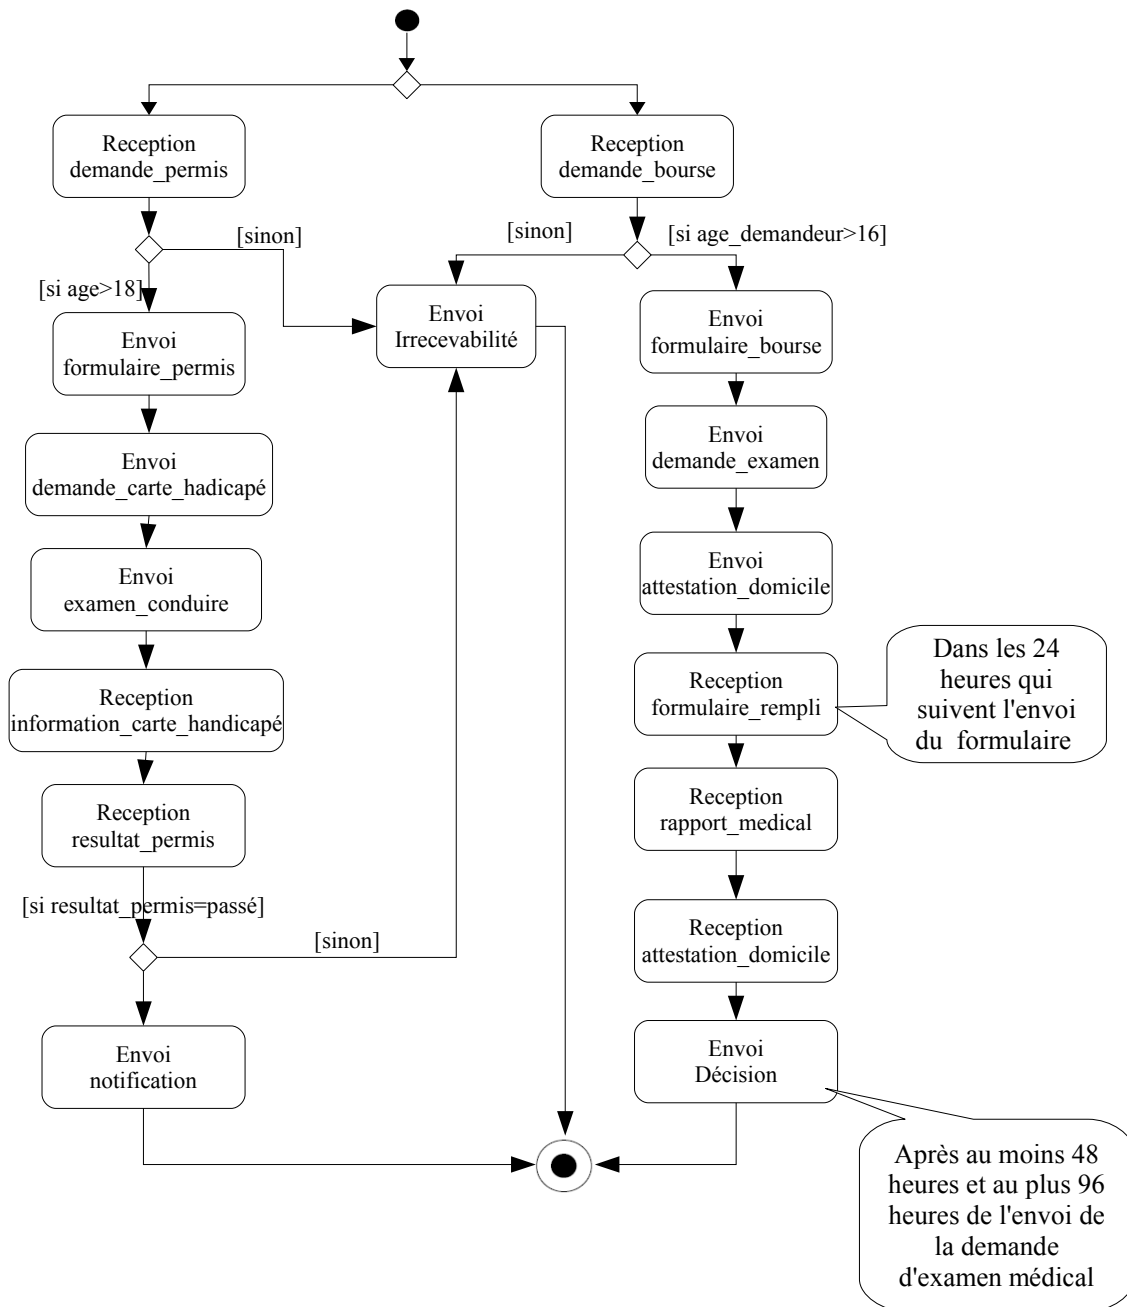 Reception
demande_permis
Reception
demande_bourse
[sinon]
[sinon]
[si age_demandeur>16]
[si age>18]
Envoi
formulaire_permis
Envoi
Irrecevabilité
Envoi
formulaire_bourse
Envoi
demande_carte_hadicapé
Envoi
demande_examen
Envoi
examen_conduire
Envoi
attestation_domicile
Reception
information_carte_handicapé
Reception
formulaire_rempli
Dans les 24
heures qui
suivent l'envoi
du formulaire
Reception
resultat_permis
Reception
rapport_medical
[si resultat_permis=passé]
[sinon]
Reception
attestation_domicile
Envoi
notification
Envoi
Décision
Après au moins 48
heures et au plus 96
heures de l'envoi de
la demande
d'examen médical